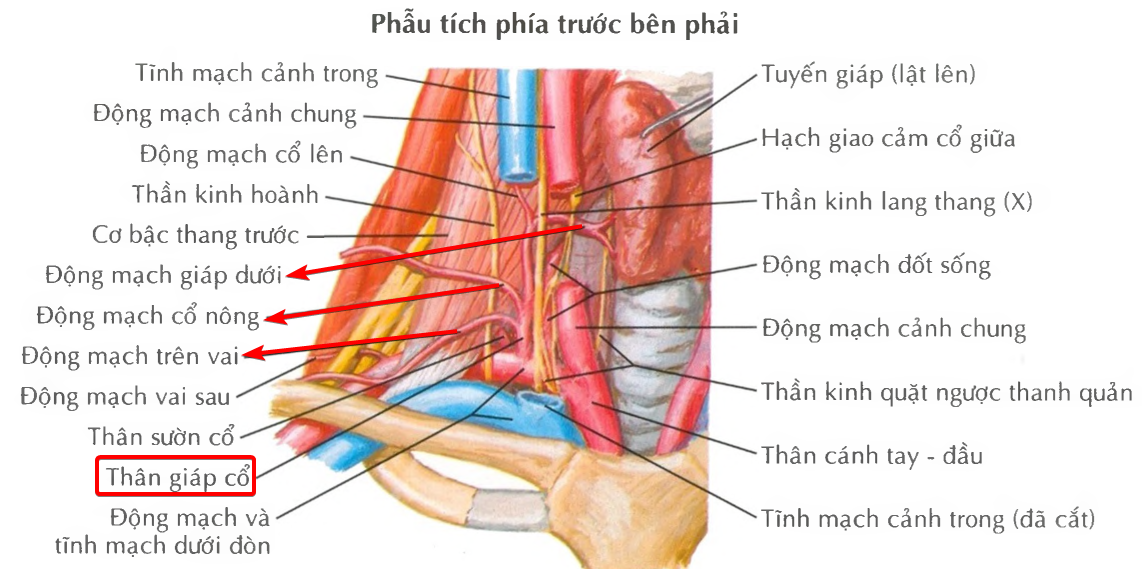 Phẫu tích phía trước bên phải
Tĩnh mạch cảnh trong
Động mạch cảnh chung
Động mạch cổ lên
Thần kinh hoành
Cơ bậc thang trước
Động mạch giáp dưới
Động mạch cổ nông
Động mạch trên vai
Động mạch vai sau
Thân sườn cổ
Thân giáp cổ
Động mạch và
tĩnh mạch dưới đòn
Tuyến giáp (lật lên)
Hạch giao cảm cổ giữa
Thần kinh lang thang (X)
Động mạch đốt sống
Động mạch cảnh chung
Thần kinh quặt ngược thanh quản
Thân cánh tay - đầu
Tĩnh mạch cảnh trong (đã cắt)